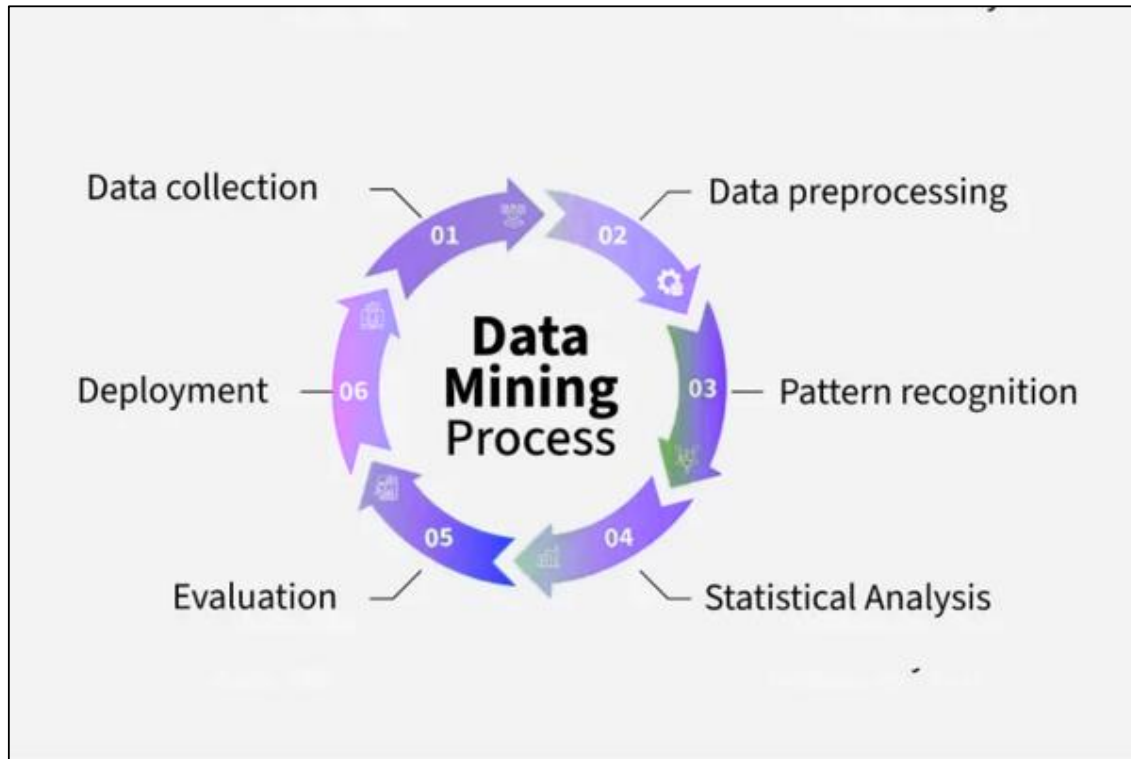 Data collection
01
02
Data preprocessing
Data
Mining
Process
03
Pattern recognition
Deployment
06
05
04
Evaluation
Statistical Analysis